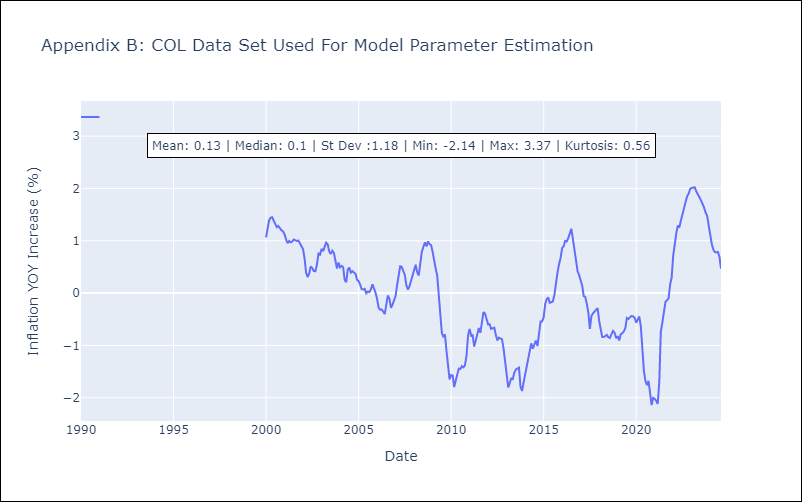 Appendix B: COL Data Set Used For Model Parameter Estimation
Mean: 0.13 | Median: 0.1 | St Dev :1.18 | Min: -2.14 | Max: 3.37 | Kurtosis: 0.56
Inflation YOY Increase (%)
3
2
1
0
−1
−2
1990 1995 2000 2005 2010 2015 2020
Date